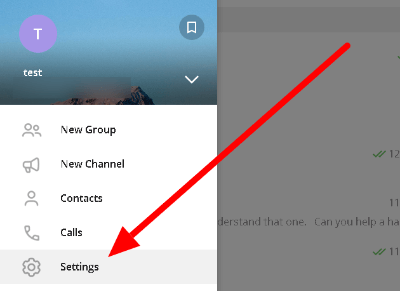 T
test
New Group
12
New Channel
Contacts
11
Calls
derstand that one. Can you help a ha
11
Settings